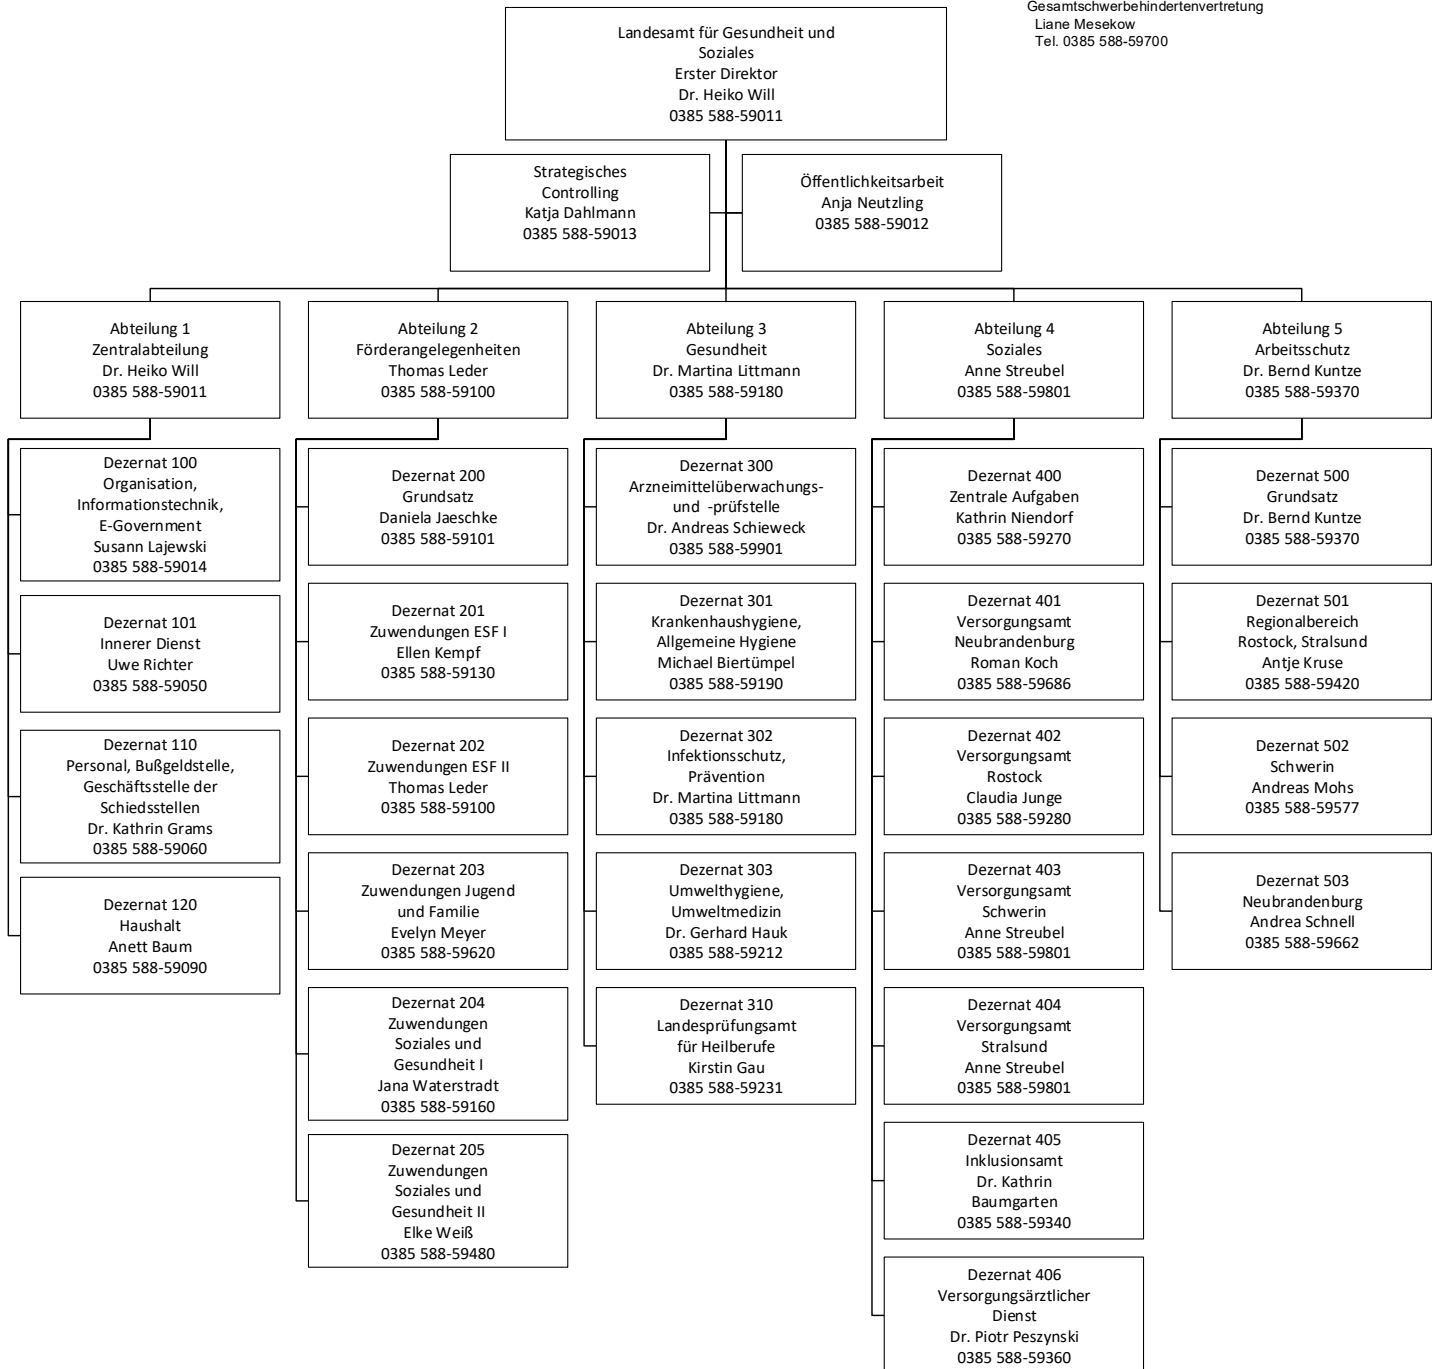 Gesamtschwerbehindertenvertretung
Liane Mesekow
Tel. 0385 588-59700
Landesamt für Gesundheit und
Soziales
Erster Direktor
Dr. Heiko Will
0385 588-59011
Strategisches
Controlling
Katja Dahlmann
0385 588-59013
Öffentlichkeitsarbeit
Anja Neutzling
0385 588-59012
Abteilung 1
Zentralabteilung
Dr. Heiko Will
0385 588-59011
Abteilung 2
Förderangelegenheiten
Thomas Leder
0385 588-59100
Abteilung 3
Gesundheit
Dr. Martina Littmann
0385 588-59180
Abteilung 4
Soziales
Anne Streubel
0385 588-59801
Abteilung 5
Arbeitsschutz
Dr. Bernd Kuntze
0385 588-59370
Dezernat 100
Organisation,
Informationstechnik,
E-Government
Susann Lajewski
0385 588-59014
Dezernat 101
Innerer Dienst
Uwe Richter
0385 588-59050
Dezernat 110
Personal, Bußgeldstelle,
Geschäftsstelle der
Schiedsstellen
Dr. Kathrin Grams
0385 588-59060
Dezernat 120
Haushalt
Anett Baum
0385 588-59090
Dezernat 200
Grundsatz
Daniela Jaeschke
0385 588-59101
Dezernat 201
Zuwendungen ESF I
Ellen Kempf
0385 588-59130
Dezernat 202
Zuwendungen ESF II
Thomas Leder
0385 588-59100
Dezernat 203
Zuwendungen Jugend
und Familie
Evelyn Meyer
0385 588-59620
Dezernat 204
Zuwendungen
Soziales und
Gesundheit I
Jana Waterstradt
0385 588-59160
Dezernat 205
Zuwendungen
Soziales und
Gesundheit II
Elke Weiß
0385 588-59480
Dezernat 300
Arzneimittelüberwachungs-
und -prüfstelle
Dr. Andreas Schieweck
0385 588-59901
Dezernat 301
Krankenhaushygiene,
Allgemeine Hygiene
Michael Biertümpel
0385 588-59190
Dezernat 302
Infektionsschutz,
Prävention
Dr. Martina Littmann
0385 588-59180
Dezernat 303
Umwelthygiene,
Umweltmedizin
Dr. Gerhard Hauk
0385 588-59212
Dezernat 310
Landesprüfungsamt
für Heilberufe
Kirstin Gau
0385 588-59231
Dezernat 400
Zentrale Aufgaben
Kathrin Niendorf
0385 588-59270
Dezernat 401
Versorgungsamt
Neubrandenburg
Roman Koch
0385 588-59686
Dezernat 402
Versorgungsamt
Rostock
Claudia Junge
0385 588-59280
Dezernat 403
Versorgungsamt
Schwerin
Anne Streubel
0385 588-59801
Dezernat 404
Versorgungsamt
Stralsund
Anne Streubel
0385 588-59801
Dezernat 405
Inklusionsamt
Dr. Kathrin
Baumgarten
0385 588-59340
Dezernat 406
Versorgungsärztlicher
Dienst
Dr. Piotr Peszynski
0385 588-59360
Dezernat 500
Grundsatz
Dr. Bernd Kuntze
0385 588-59370
Dezernat 501
Regionalbereich
Rostock, Stralsund
Antje Kruse
0385 588-59420
Dezernat 502
Schwerin
Andreas Mohs
0385 588-59577
Dezernat 503
Neubrandenburg
Andrea Schnell
0385 588-59662